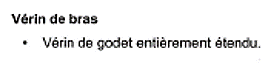 Vérin de bras
• Vérin de godet entièrement étendu.